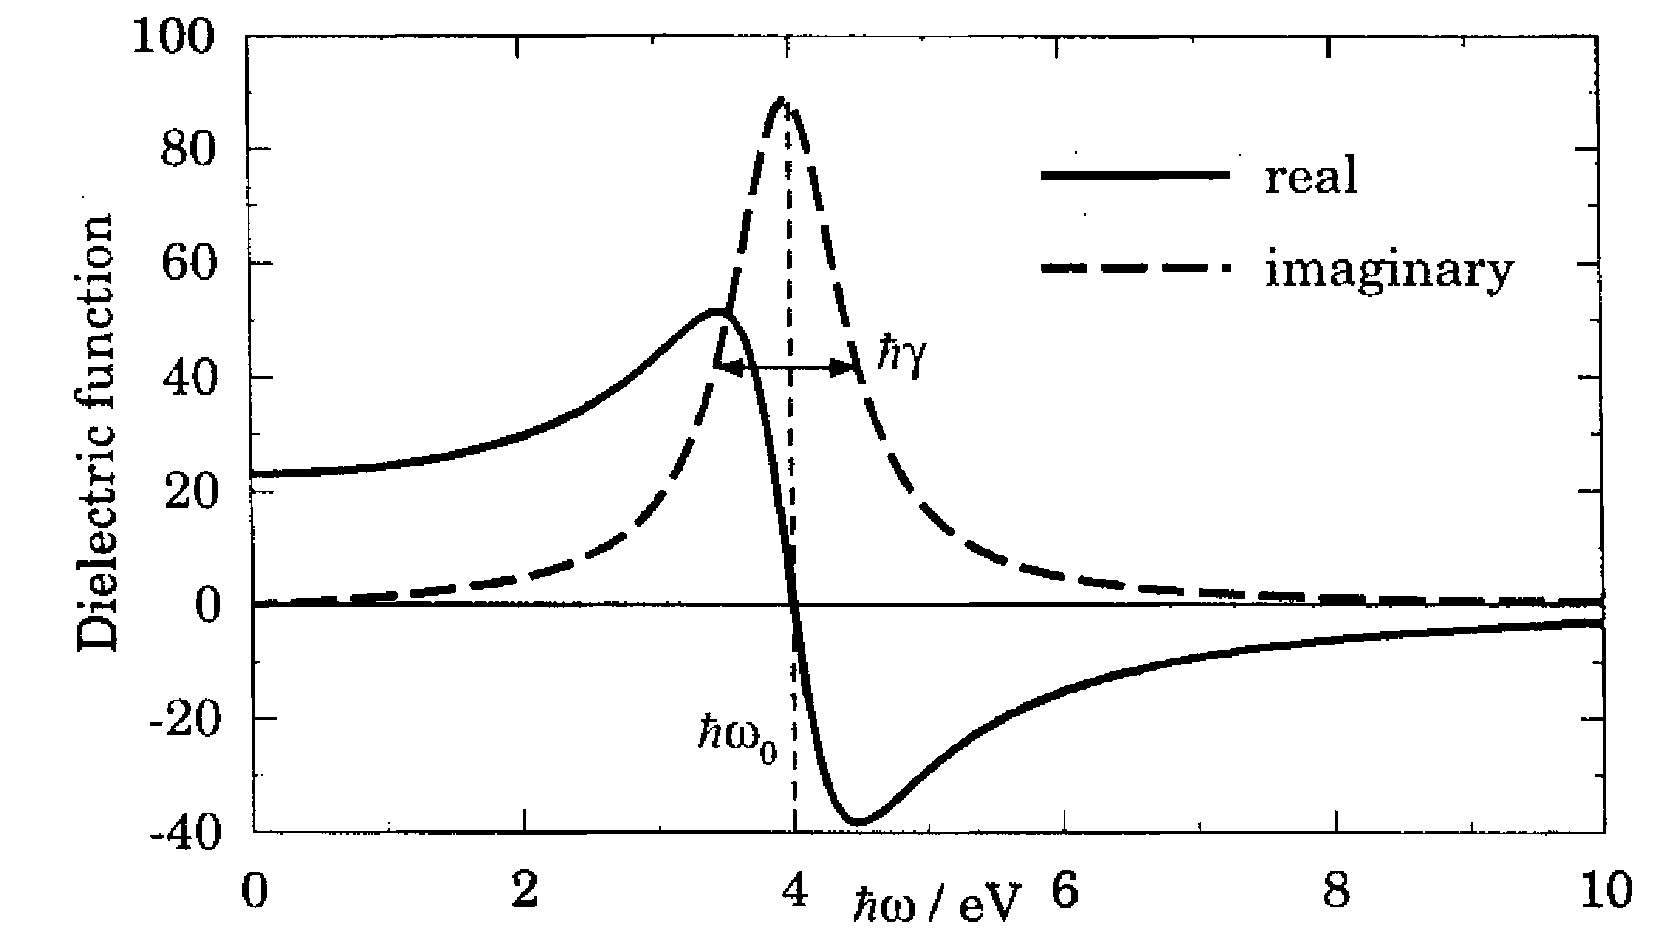 100
80
60
40
20
0
-20
-40
Dielectric function
real
imaginary
ħγ
ħω₀
0 2 4 6 8 10
ħω / eV